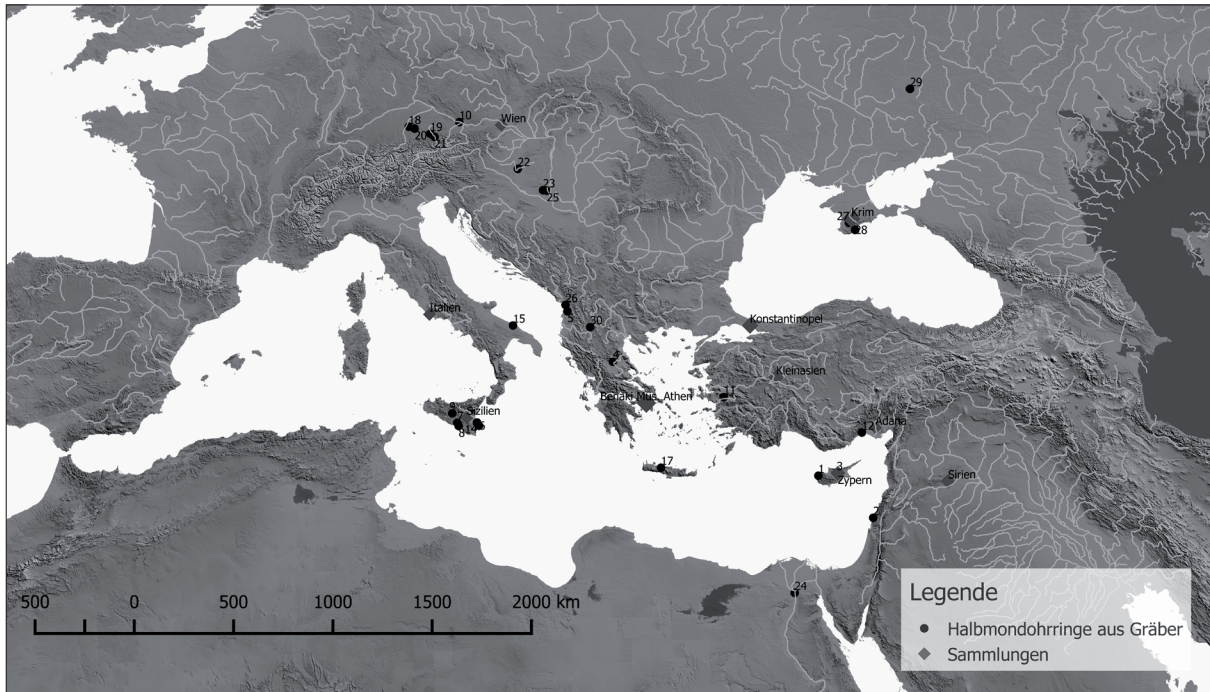 29
18
19
10
Wien
20
21
22
23
25
27
Krim
28
Italien
15
26
5
30
Konstantinopel
Kleinasien
11
Benaki Mus. Athen
Sizilien
8
12
Adana
17
1
3
Zypern
Sirien
2
24
500 0 500 1000 1500 2000 km
Legende
Halbmondohrringe aus Gräber
Sammlungen